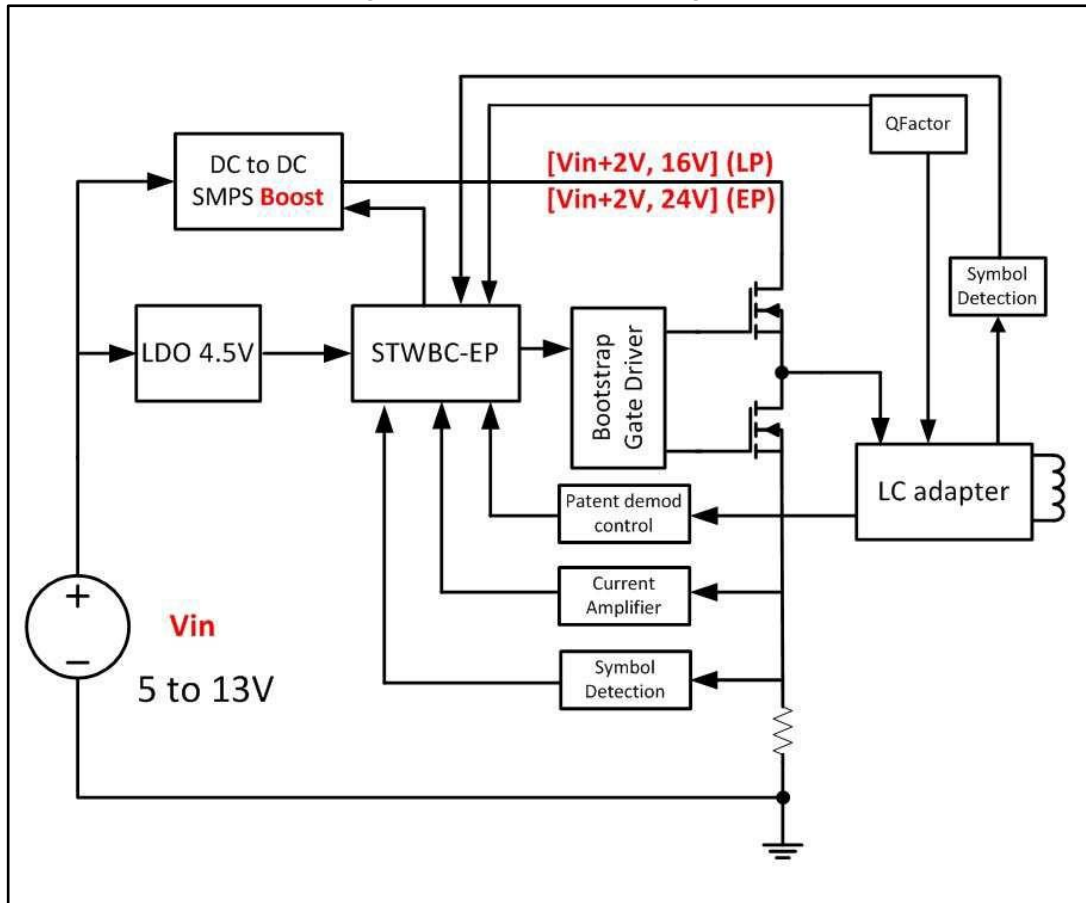 QFactor
DC to DC
SMPS Boost
[Vin+2V, 16V] (LP)
[Vin+2V, 24V] (EP)
Symbol
Detection
LDO 4.5V
STWBC-EP
Bootstrap
Gate Driver
LC adapter
Patent demod
control
Current
Amplifier
Symbol
Detection
+
−
Vin
5 to 13V